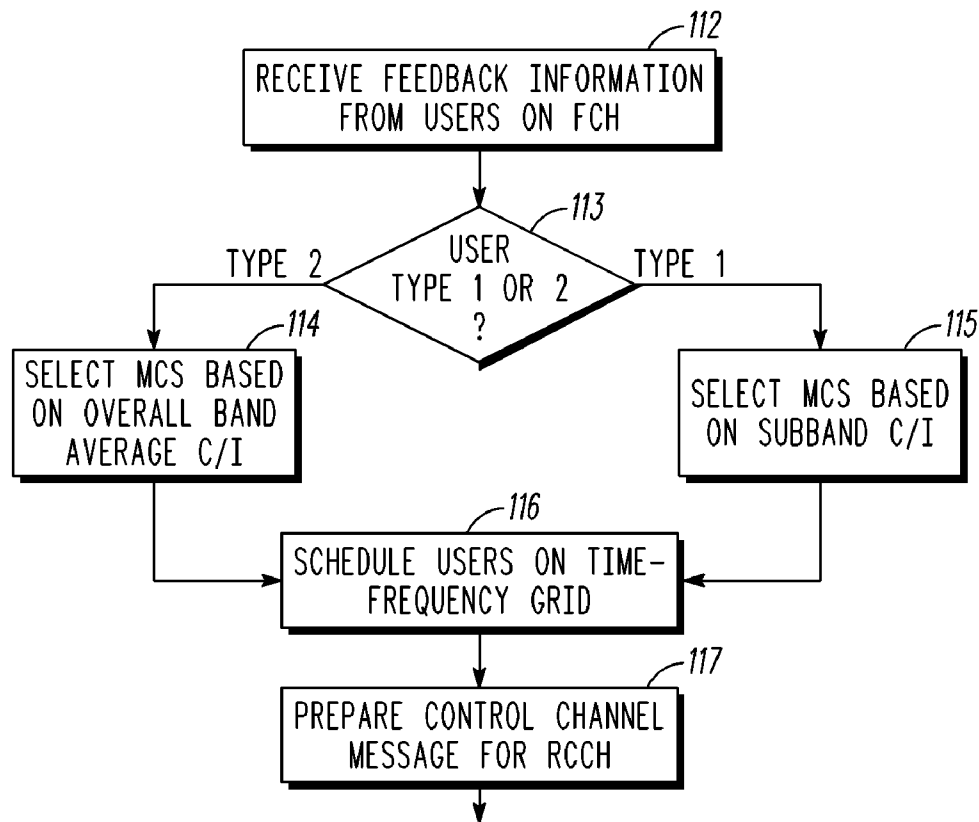 112
RECEIVE FEEDBACK INFORMATION
FROM USERS ON FCH
113
USER
TYPE 1 OR 2
?
TYPE 2
TYPE 1
114
SELECT MCS BASED
ON OVERALL BAND
AVERAGE C/I
115
SELECT MCS BASED
ON SUBBAND C/I
116
SCHEDULE USERS ON TIME-
FREQUENCY GRID
117
PREPARE CONTROL CHANNEL
MESSAGE FOR RCCH